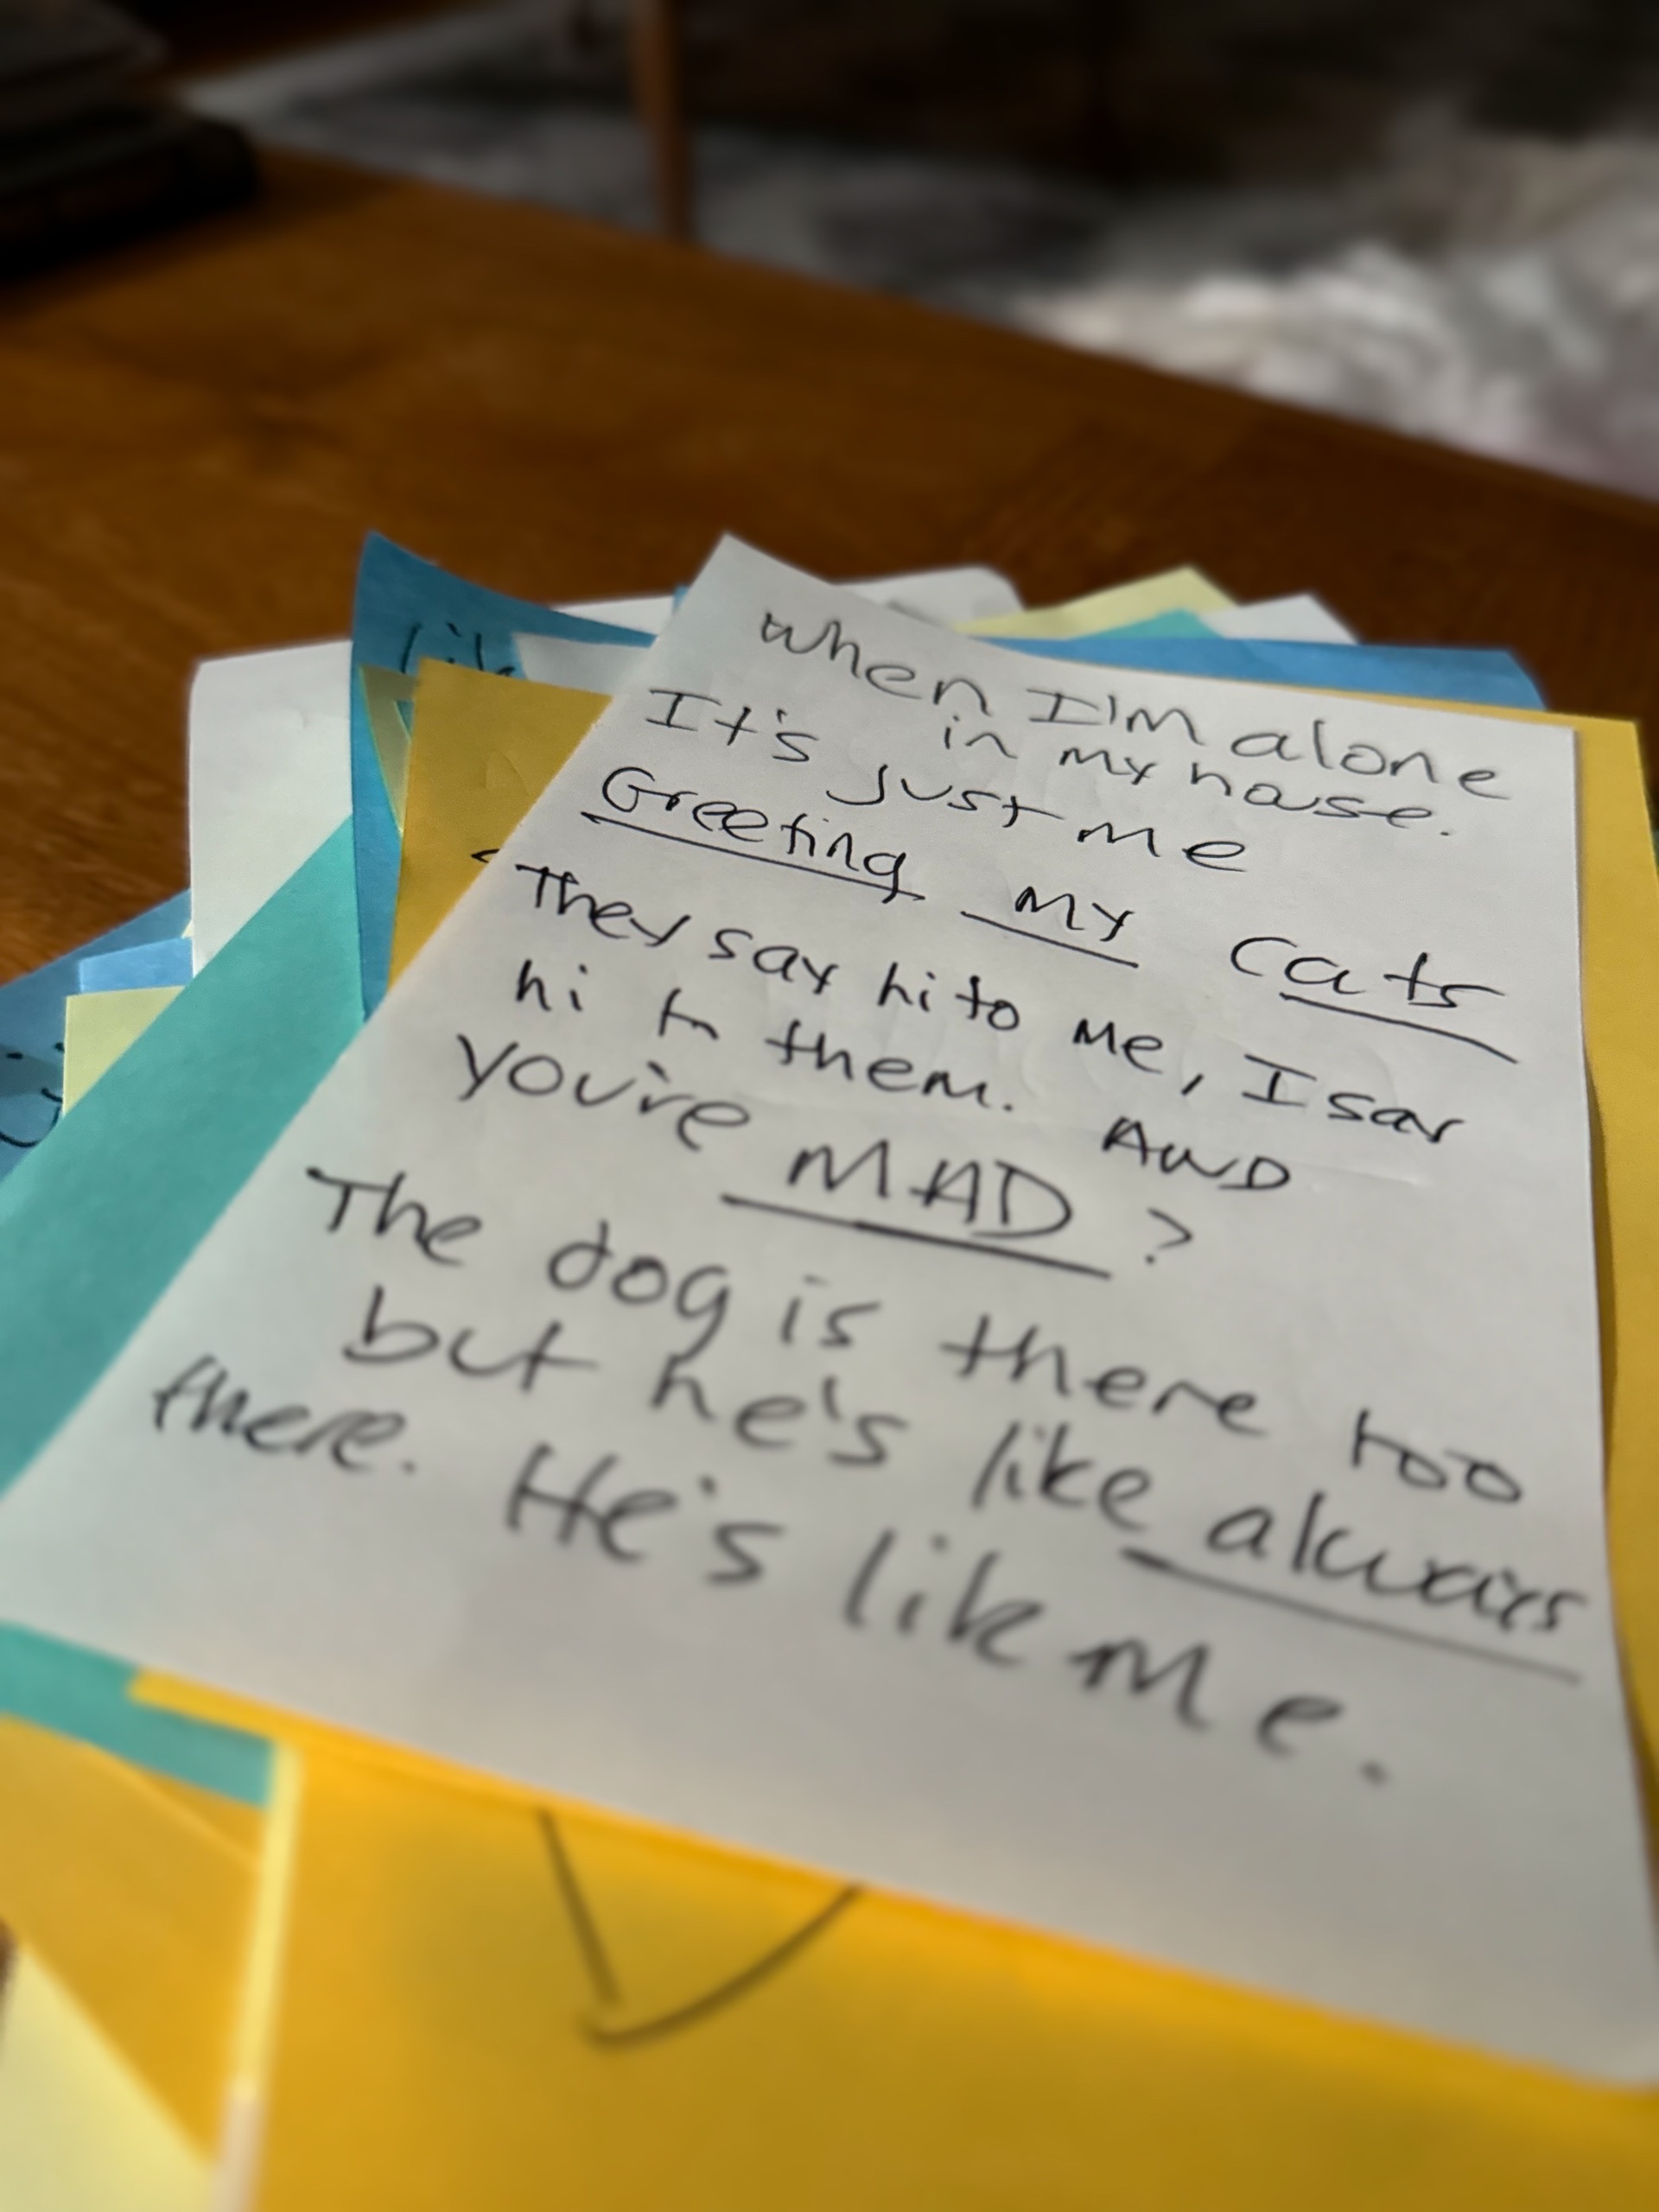 when I'm alone
in my house.
It's just me
Greeting my cats
They say hi to me, I say
hi to them. AND
you're MAD?
The dog is there too
but he's like always
there. He's like me.